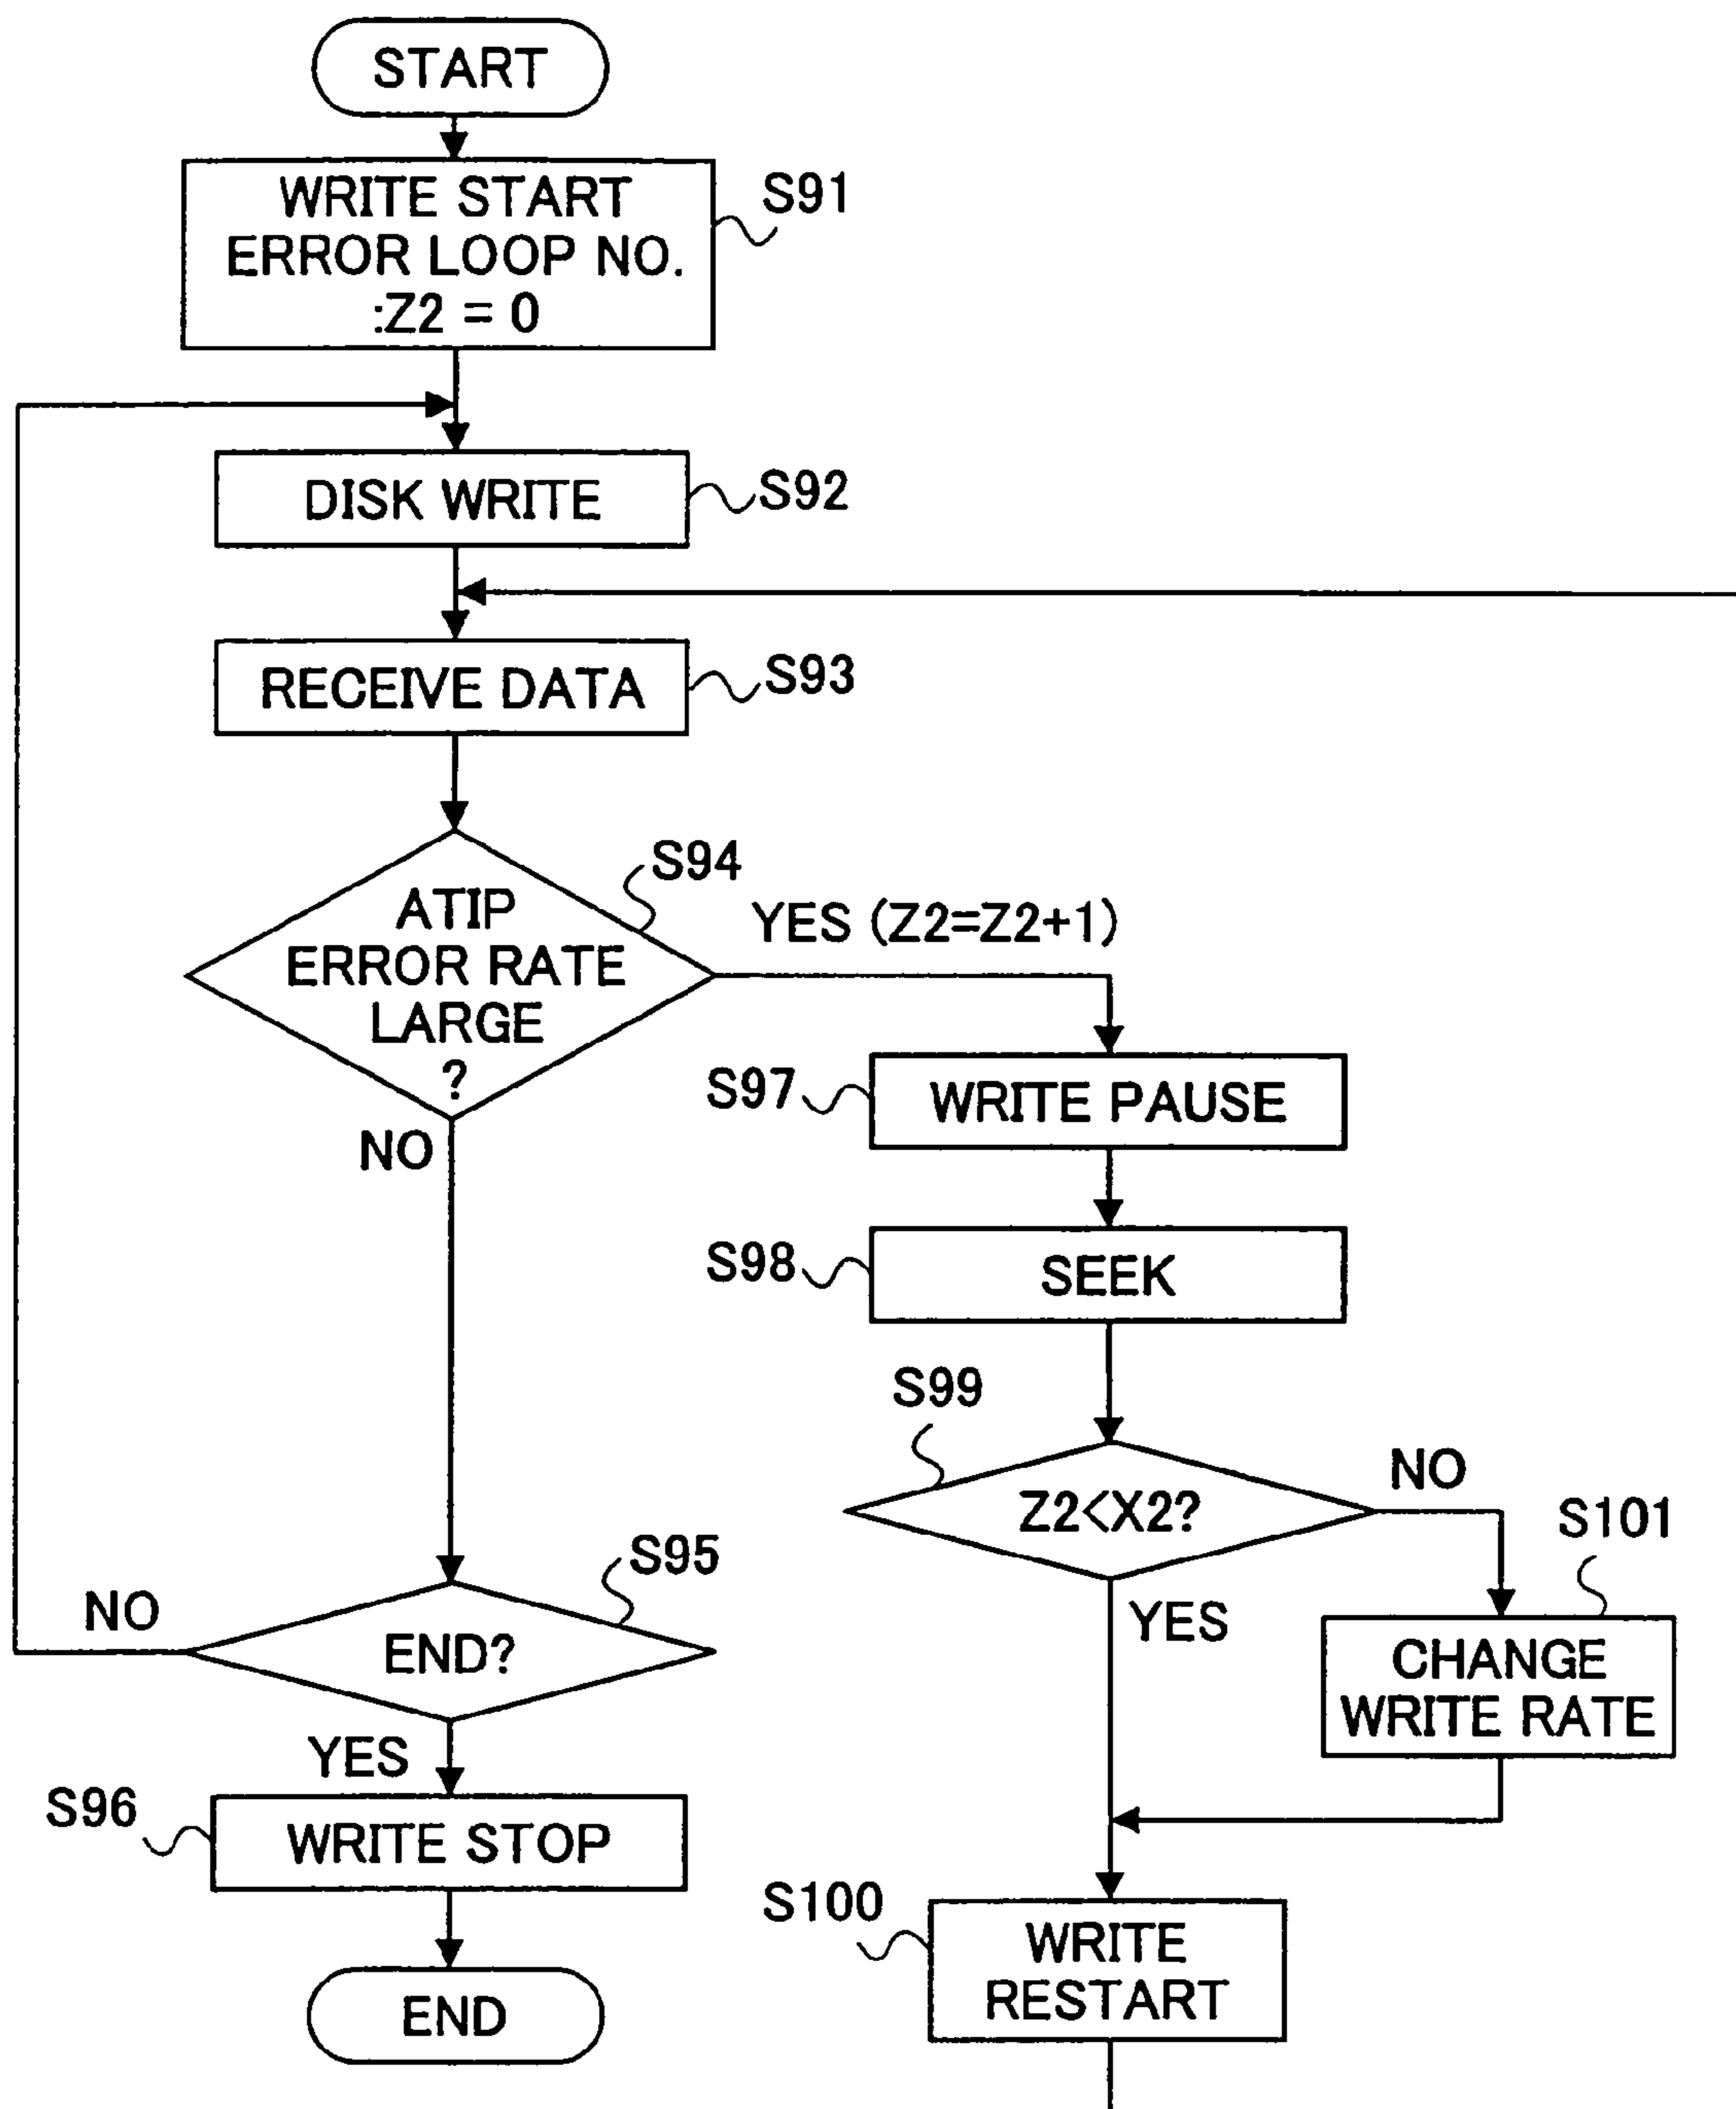 START
WRITE START
ERROR LOOP NO.
:Z2 = 0
S91
DISK WRITE
S92
RECEIVE DATA
S93
ATIP
ERROR RATE
LARGE
?
S94
YES (Z2=Z2+1)
NO
S97
WRITE PAUSE
S98
SEEK
S99
Z2<X2?
NO
YES
S101
CHANGE
WRITE RATE
S95
NO
END?
YES
S96
WRITE STOP
S100
WRITE
RESTART
END